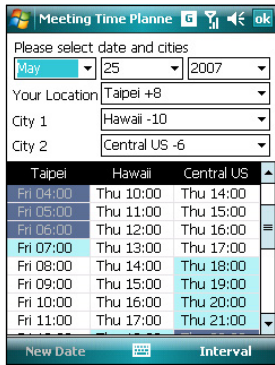 Meeting Time Planne G ok
Please select date and cities
May 25 2007
Your Location Taipei +8
City 1 Hawaii -10
City 2 Central US -6
Taipei Hawaii Central US
Fri 04:00 Thu 10:00 Thu 14:00
Fri 05:00 Thu 11:00 Thu 15:00
Fri 06:00 Thu 12:00 Thu 16:00
Fri 07:00 Thu 13:00 Thu 17:00
Fri 08:00 Thu 14:00 Thu 18:00
Fri 09:00 Thu 15:00 Thu 19:00
Fri 10:00 Thu 16:00 Thu 20:00
Fri 11:00 Thu 17:00 Thu 21:00
New Date Interval